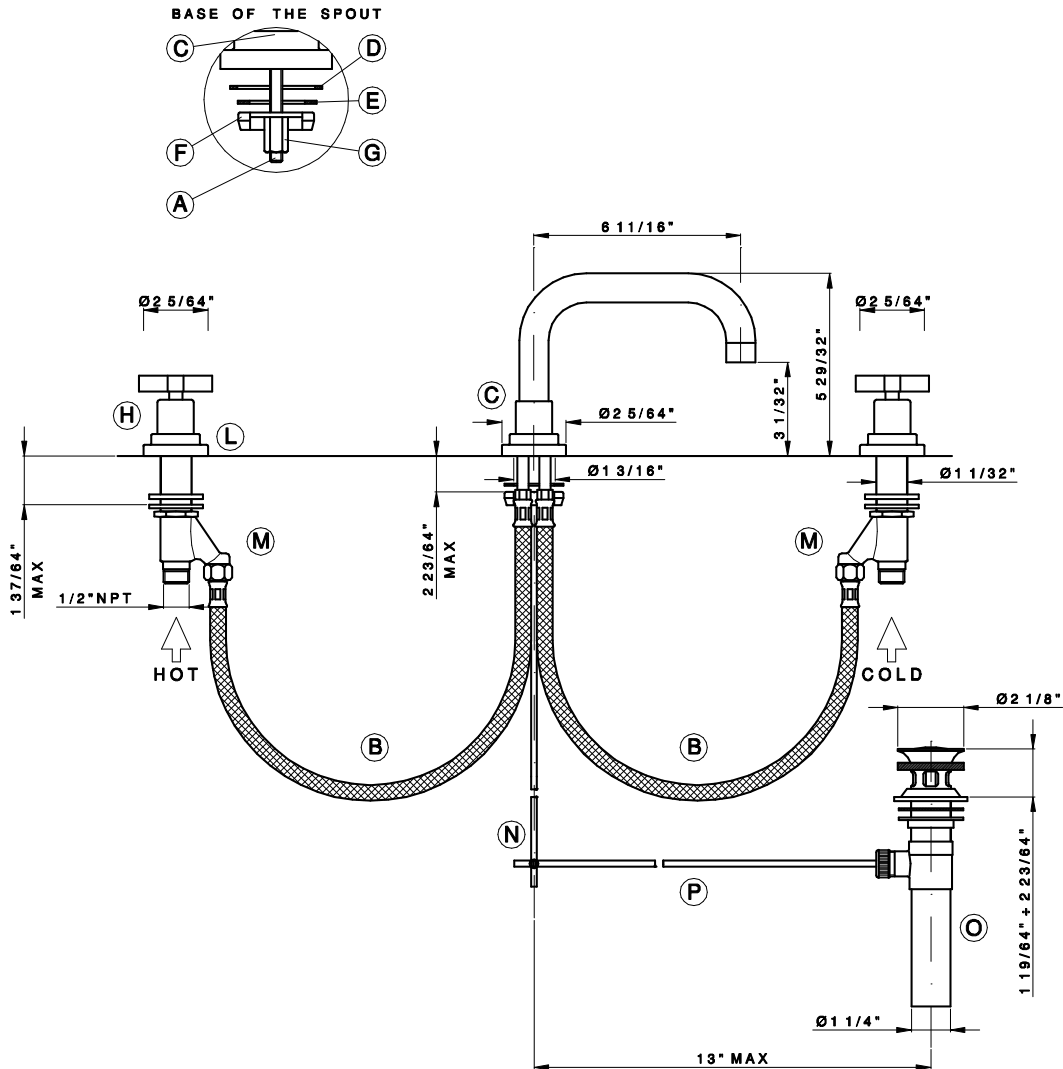 BASE OF THE SPOUT
C
D
E
F
G
A
6 11/16"
Ø2 5/64"
Ø2 5/64"
5 29/32"
3 1/32"
H
L
C
Ø2 5/64"
Ø1 3/16"
Ø1 1/32"
1 37/64"
MAX
2 23/64"
MAX
M
M
1/2"NPT
HOT
COLD
Ø2 1/8"
B
B
N
P
O
1 19/64" ÷ 2 23/64"
Ø1 1/4"
13" MAX